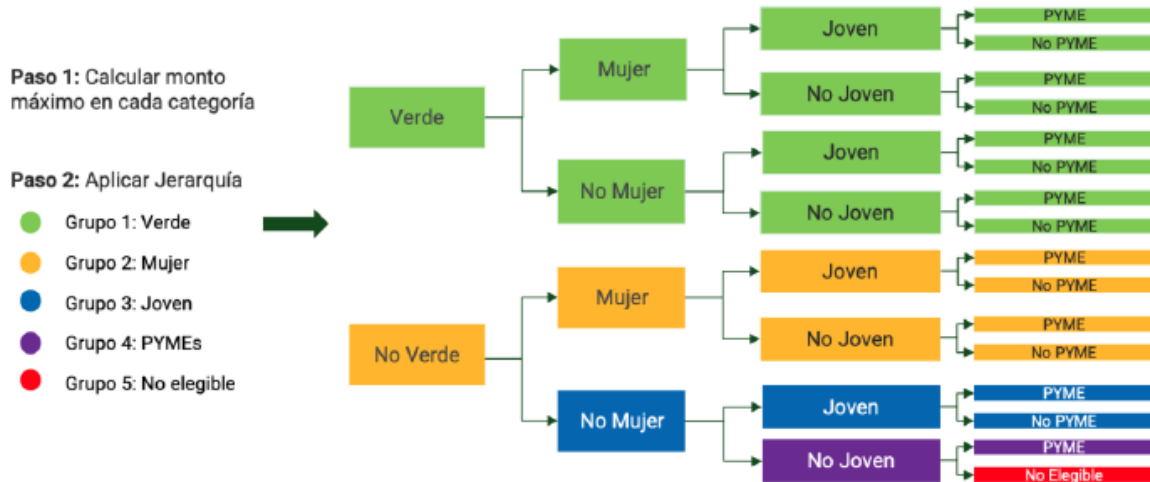 Paso 1: Calcular monto
máximo en cada categoría
Paso 2: Aplicar Jerarquía
Grupo 1: Verde
Grupo 2: Mujer
Grupo 3: Joven
Grupo 4: PYMEs
Grupo 5: No elegible
Verde
Mujer
Joven
PYME
No PYME
No Joven
PYME
No PYME
No Mujer
Joven
PYME
No PYME
No Joven
PYME
No PYME
No Verde
Mujer
Joven
PYME
No PYME
No Joven
PYME
No PYME
No Mujer
Joven
PYME
No PYME
No Joven
PYME
No Elegible